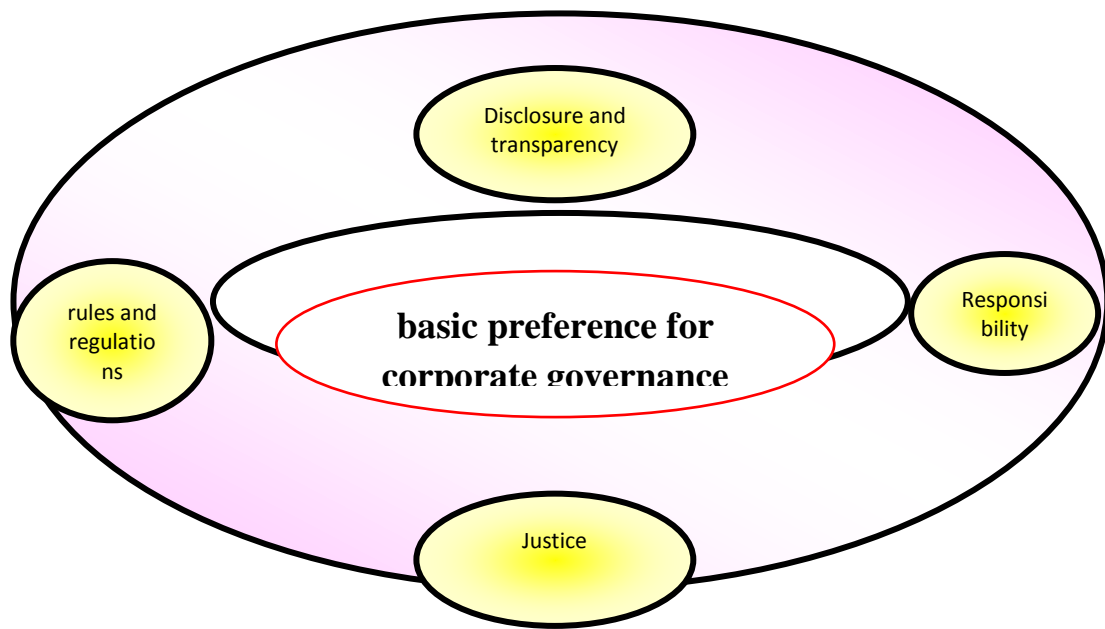 Disclosure and
transparency
rules and
regulatio
ns
basic preference for
corporate governance
Responsi
bility
Justice